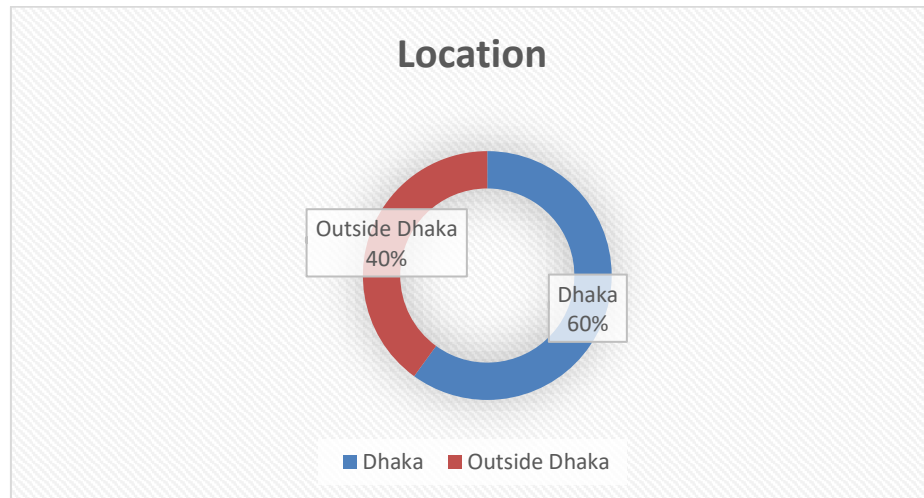 Location
Outside Dhaka
40%
Dhaka
60%
Dhaka Outside Dhaka